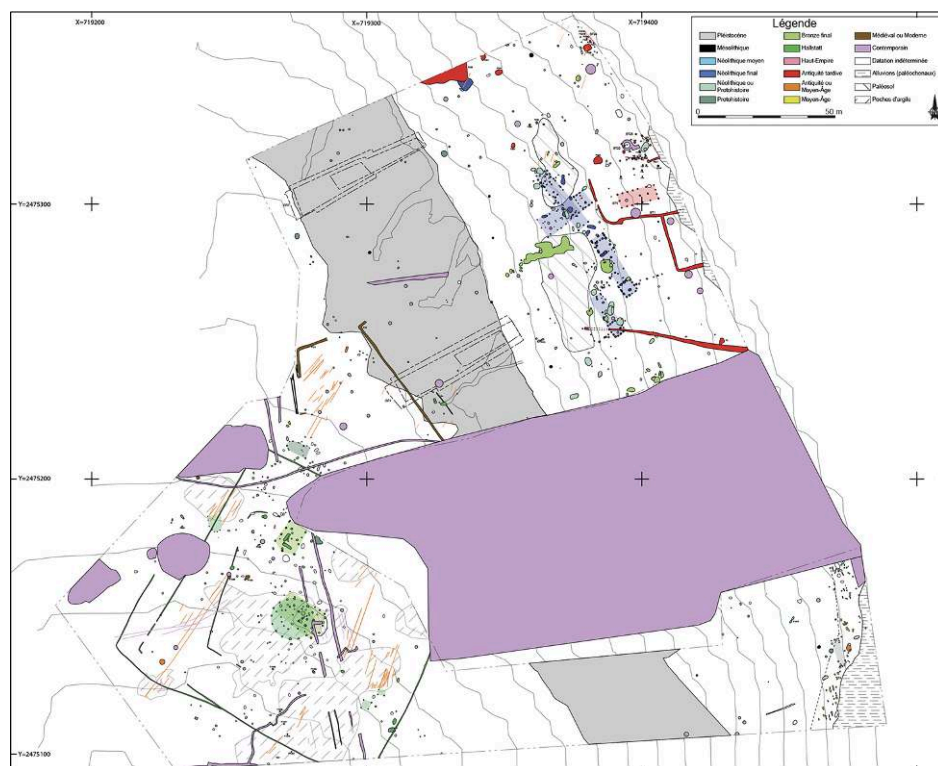 X=719200
X=719300
X=719400
Légende
Pléistocène
Mésolithique
Néolithique moyen
Néolithique final
Néolithique ou Protohistoire
Protohistoire
Bronze final
Hallstatt
Haut-Empire
Antiquité tardive
Antiquité ou Moyen-Âge
Moyen-Âge
Médiéval ou Moderne
Contemporain
Datation indéterminée
Alluvions (paléochenaux)
Paléosol
Poches d'argile
0
50 m
Y=2475300
Y=2475200
Y=2475100